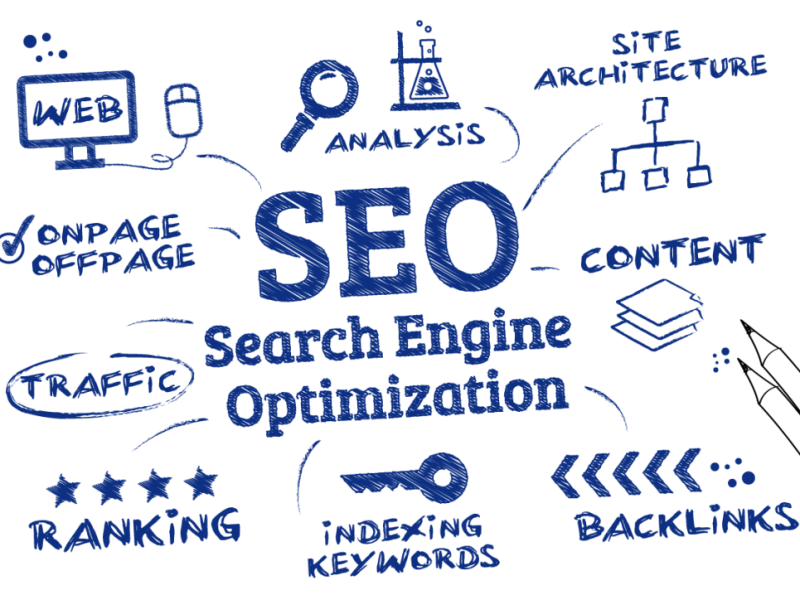 WEB
ANALYSIS
SITE
ARCHITECTURE
ONPAGE
OFFPAGE
SEO
Search Engine
Optimization
CONTENT
TRAFFIC
RANKING
INDEXING
KEYWORDS
BACKLINKS